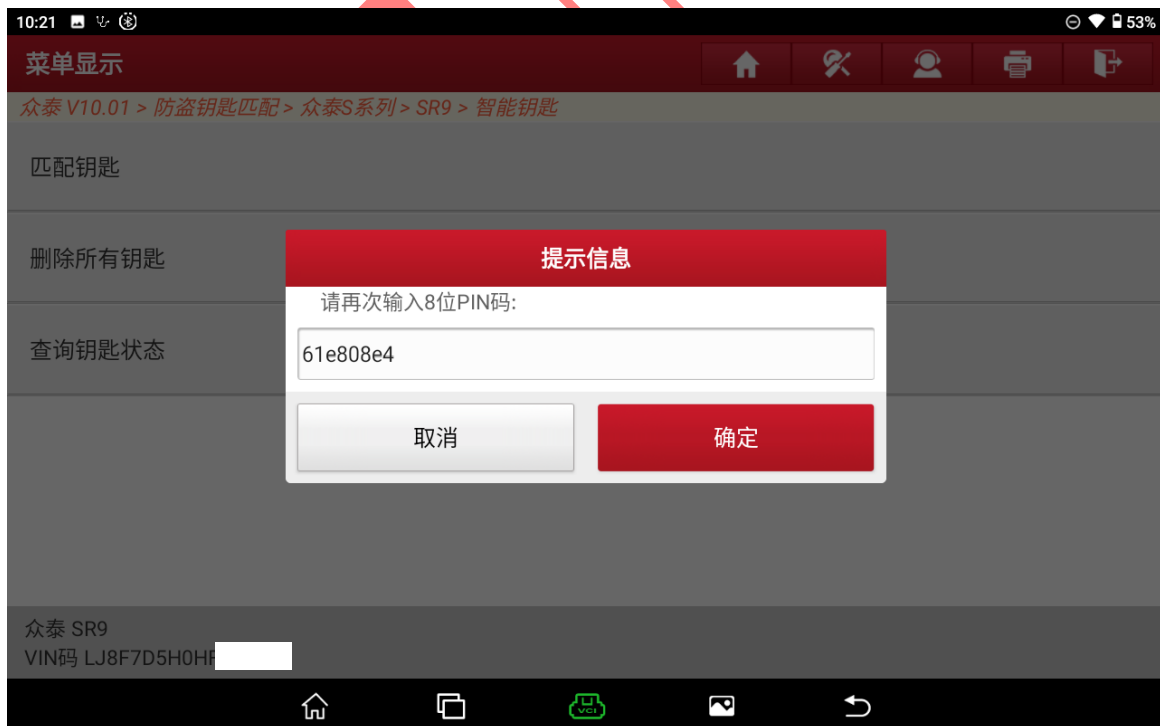 10:21
53%
菜单显示
众泰 V10.01 > 防盗钥匙匹配 > 众泰S系列 > SR9 > 智能钥匙
匹配钥匙
删除所有钥匙
提示信息
请再次输入8位PIN码:
查询钥匙状态
61e808e4
取消
确定
众泰 SR9
VIN码 LJ8F7D5H0H
VCI